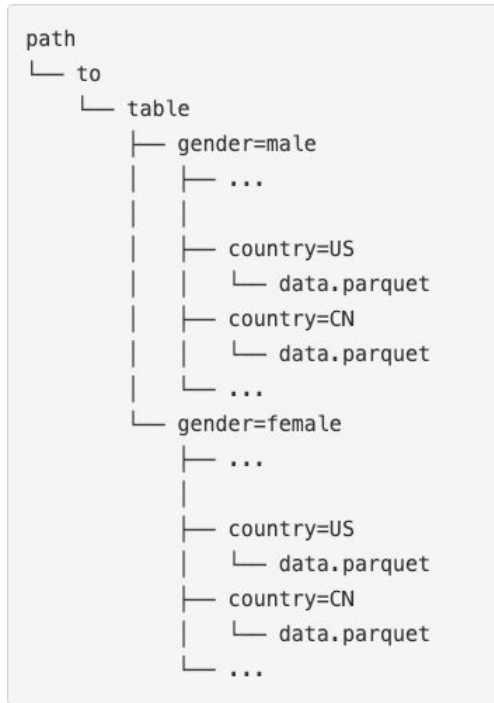 path
└── to
    └── table
        ├── gender=male
        │   ├── ...
        │   │
        │   ├── country=US
        │   │   └── data.parquet
        │   ├── country=CN
        │   │   └── data.parquet
        │   └── ...
        └── gender=female
            ├── ...
            │
            ├── country=US
            │   └── data.parquet
            ├── country=CN
            │   └── data.parquet
            └── ...